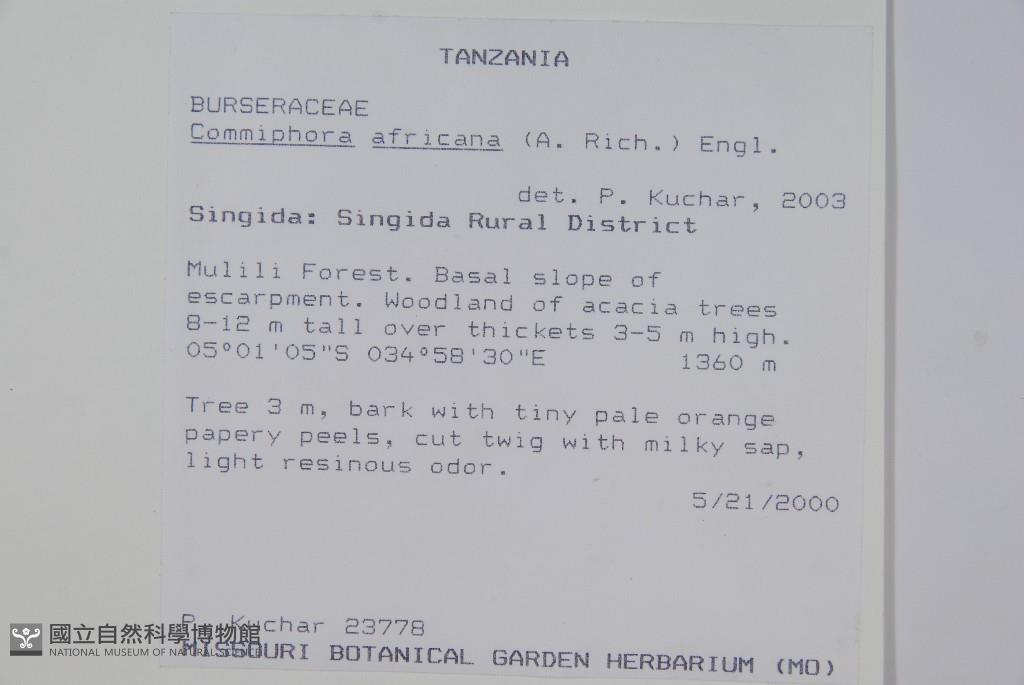 TANZANIA
BURSERACEAE
Commiphora africana (A. Rich.) Engl.
det. P. Kuchar, 2003
Singida: Singida Rural District
Mulili Forest. Basal slope of
escarpment. Woodland of acacia trees
8-12 m tall over thickets 3-5 m high.
05°01'05"S 034°58'30"E 1360 m
Tree 3 m, bark with tiny pale orange
papery peels, cut twig with milky sap,
light resinous odor.
5/21/2000
P. Kuchar 23778
MISSOURI BOTANICAL GARDEN HERBARIUM (MO)
國立自然科學博物館
NATIONAL MUSEUM OF NATURAL SCIENCE